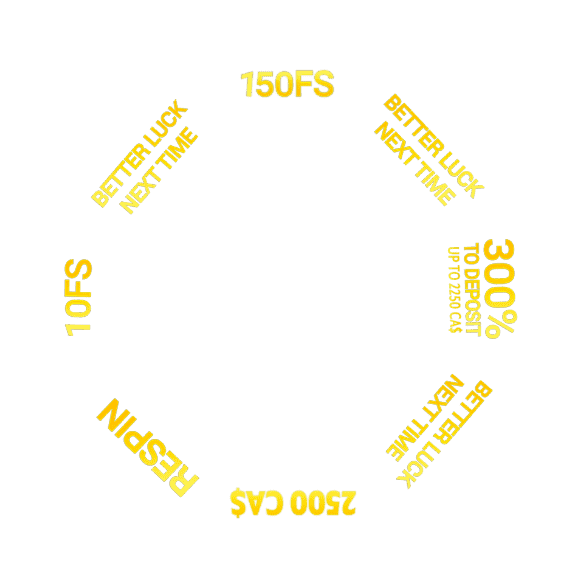 150FS
BETTER LUCK
NEXT TIME
300%
TO DEPOSIT
UP TO 2250 CA$
BETTER LUCK
NEXT TIME
2500 CA$
RESPIN
10FS
BETTER LUCK
NEXT TIME